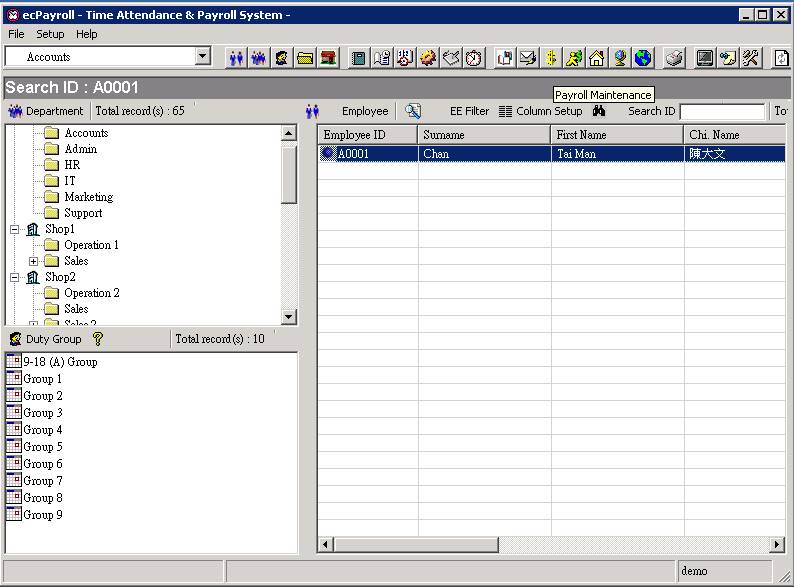 ecPayroll - Time Attendance & Payroll System -
File Setup Help
Accounts
Search ID : A0001
Payroll Maintenance
Department Total record(s) : 65
Employee EE Filter Column Setup Search ID To
Accounts
Admin
HR
IT
Marketing
Support
Shop1
Operation 1
Sales
Shop2
Operation 2
Sales
Sales 2
Employee ID Surname First Name Chi. Name
A0001 Chan Tai Man 陳大文
Duty Group Total record(s) : 10
9-18 (A) Group
Group 1
Group 2
Group 3
Group 4
Group 5
Group 6
Group 7
Group 8
Group 9
demo